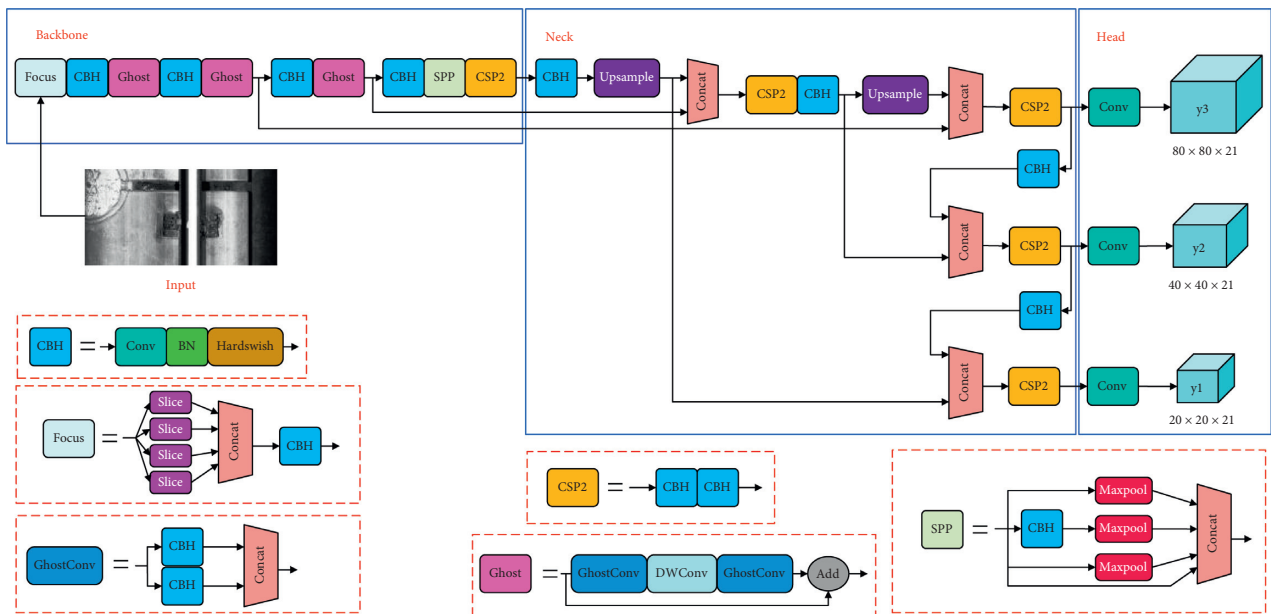 Backbone
Neck
Head
Focus CBH Ghost CBH Ghost CBH Ghost CBH SPP CSP2 CBH Upsample Concat CSP2 CBH Upsample Concat CSP2 Conv y3
80 × 80 × 21
CBH
Concat CSP2 Conv y2
40 × 40 × 21
Input
CBH
Concat CSP2 Conv y1
20 × 20 × 21
CBH = Conv BN Hardswish
Focus = Slice Slice Slice Slice Concat CBH
GhostConv = CBH CBH Concat
CSP2 = CBH CBH
Ghost = GhostConv DWConv GhostConv Add
SPP = CBH Maxpool Maxpool Maxpool Concat